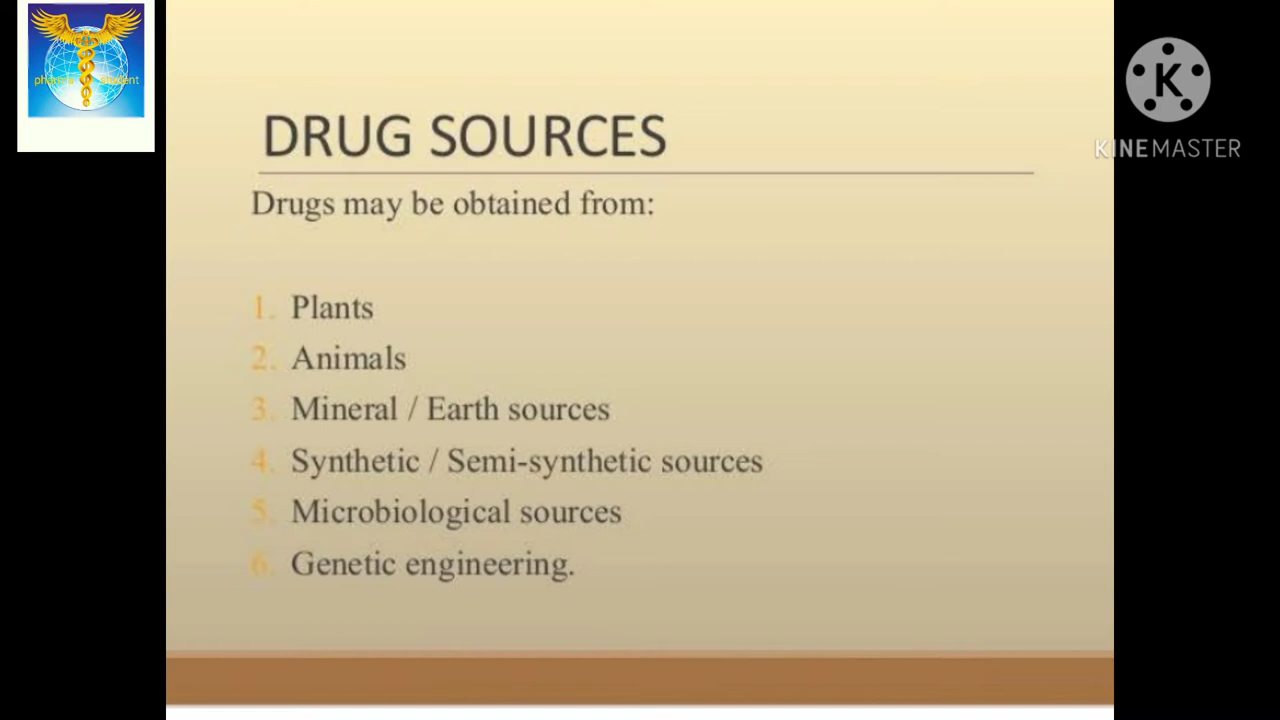 DRUG SOURCES
Drugs may be obtained from:
1. Plants
2. Animals
3. Mineral / Earth sources
4. Synthetic / Semi-synthetic sources
5. Microbiological sources
6. Genetic engineering.
K
KINEMASTER